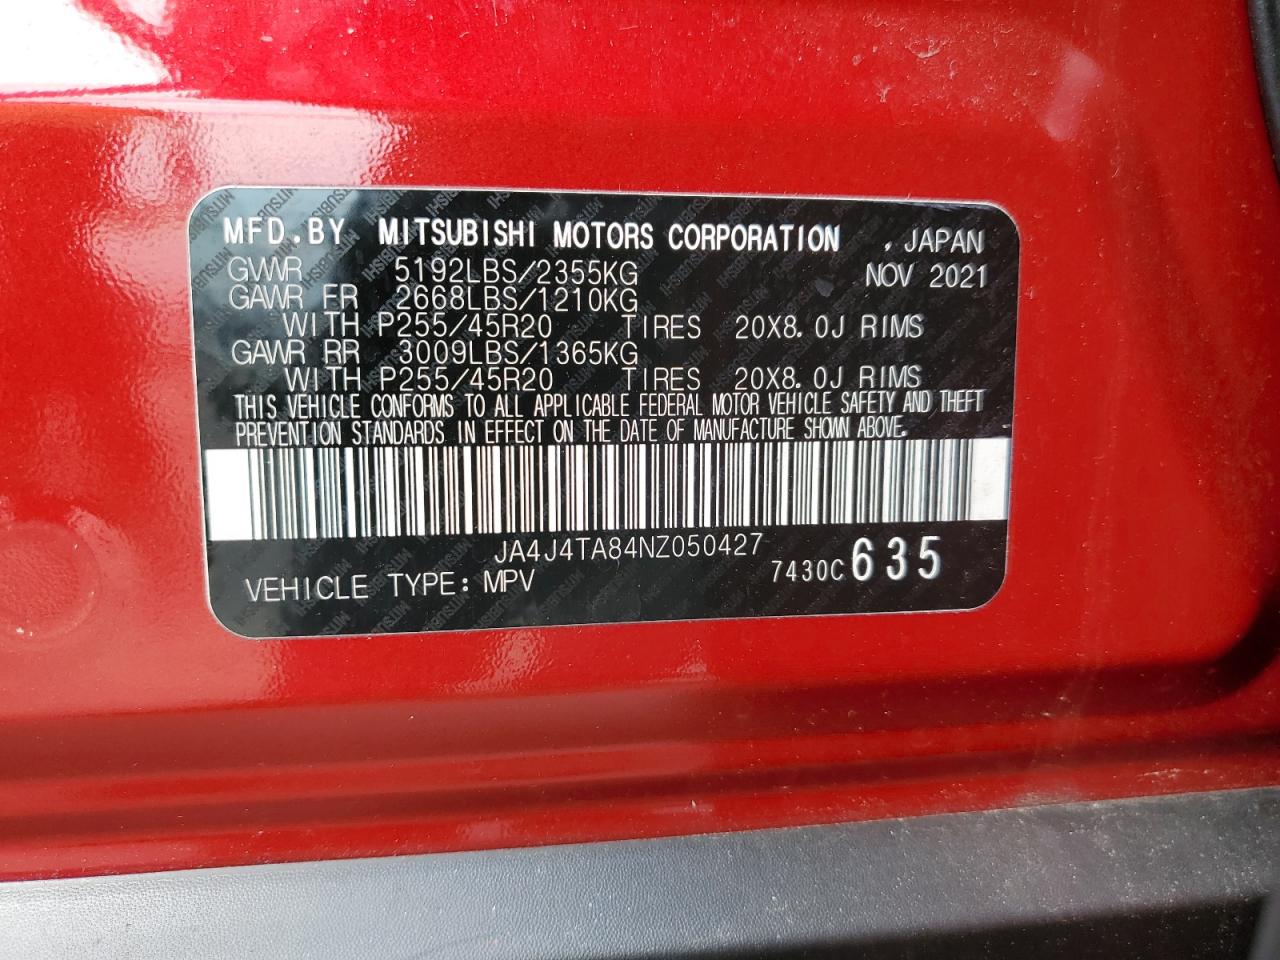 MFD.BY MITSUBISHI MOTORS CORPORATION , JAPAN
GVWR 5192LBS/2355KG NOV 2021
GAWR FR 2668LBS/1210KG
WITH P255/45R20 TIRES 20X8.0J RIMS
GAWR RR 3009LBS/1365KG
WITH P255/45R20 TIRES 20X8.0J RIMS
THIS VEHICLE CONFORMS TO ALL APPLICABLE FEDERAL MOTOR VEHICLE SAFETY AND THEFT
PREVENTION STANDARDS IN EFFECT ON THE DATE OF MANUFACTURE SHOWN ABOVE.
JA4J4TA84NZ050427
VEHICLE TYPE: MPV 7430C 635